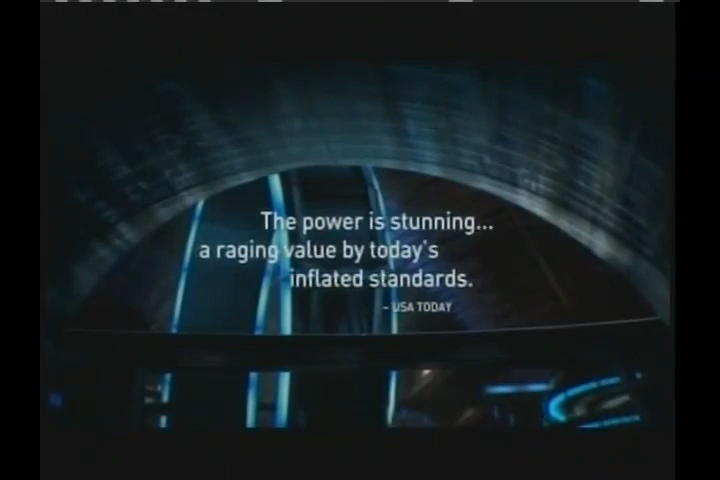 The power is stunning...
a raging value by today's
inflated standards.
- USA TODAY